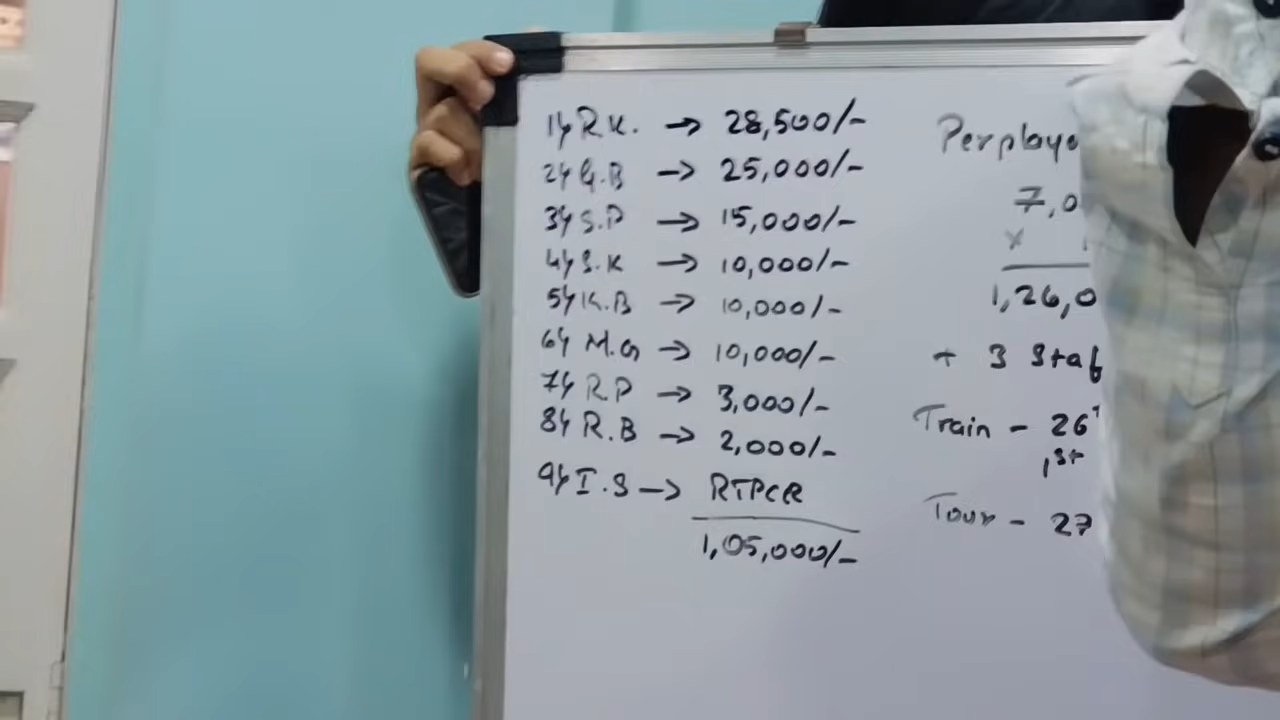 1) R.K. → 28,500/-
2) G.B → 25,000/-
3) S.P → 15,000/-
4) S.K → 10,000/-
5) K.B → 10,000/-
6) M.G → 10,000/-
7) R.P → 3,000/-
8) R.B → 2,000/-
9) I.S → RTPCR
1,05,000/-
Perplaye
7,0
x
1,26,0
+ 3 Staf
Train - 26
1st
Tour - 27